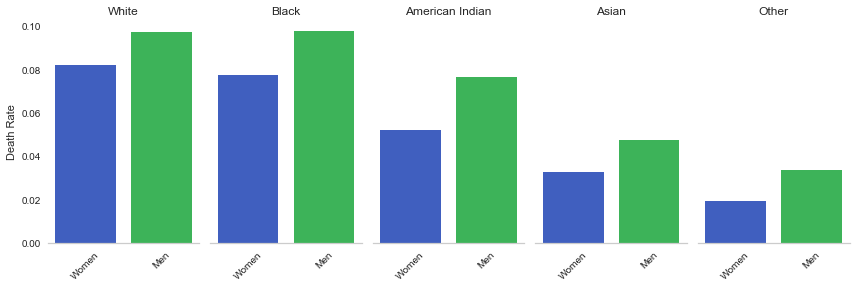 White Black American Indian Asian Other
Death Rate
0.10
0.08
0.06
0.04
0.02
0.00
Women Men Women Men Women Men Women Men Women Men